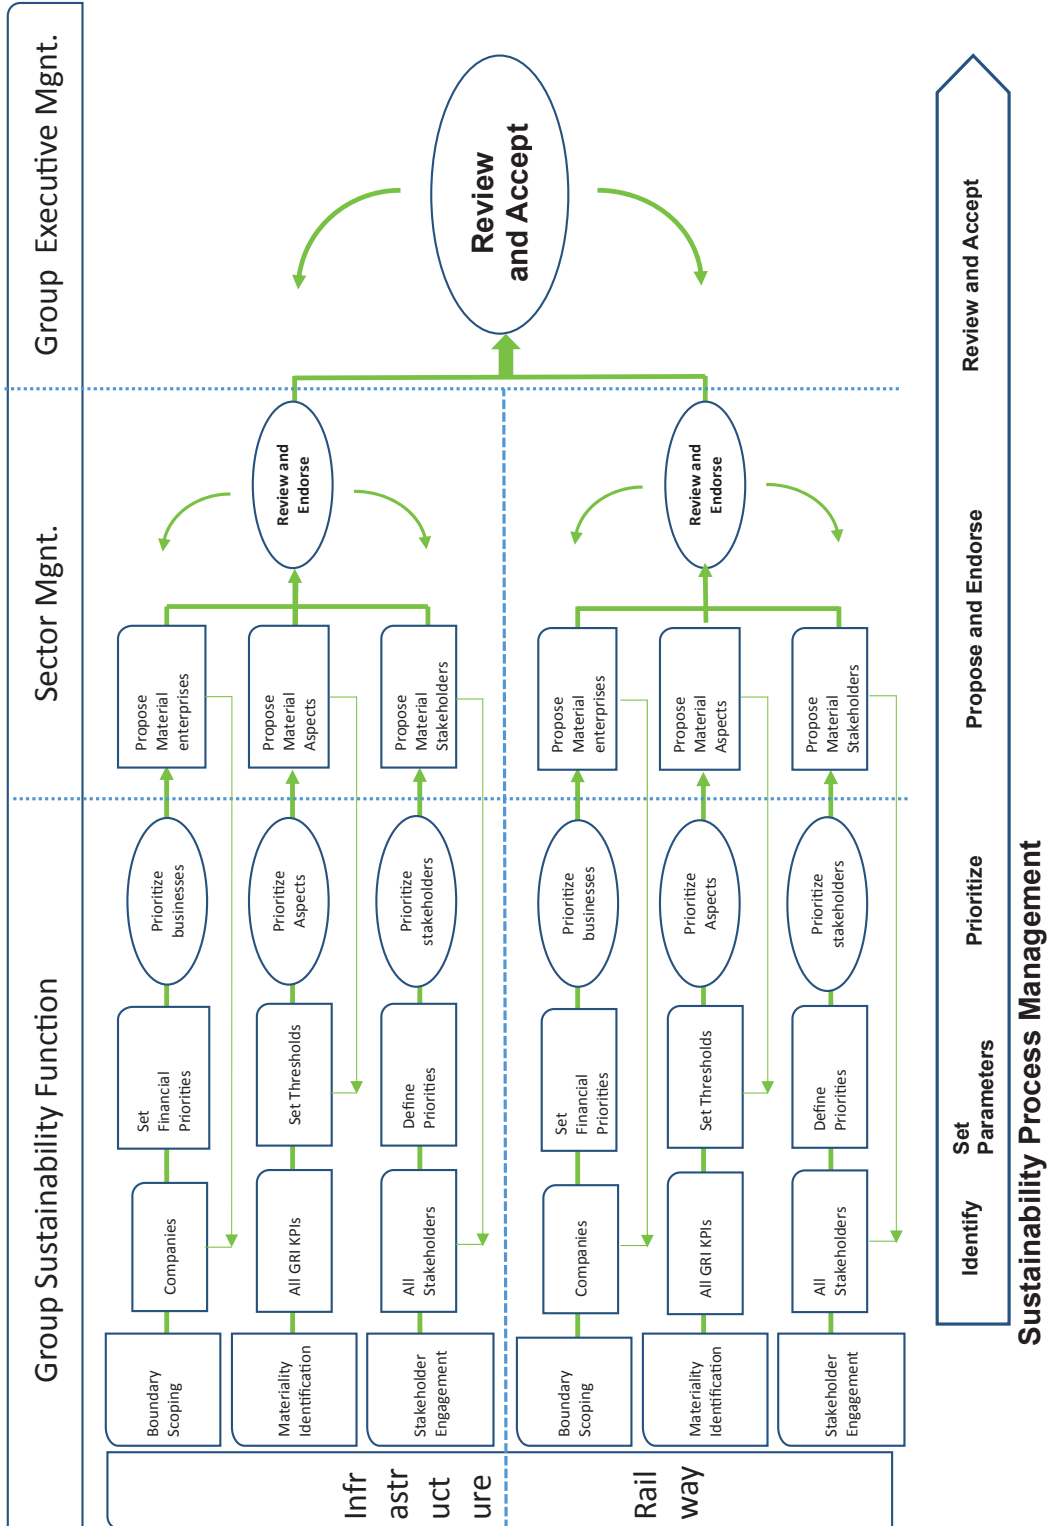 Group Sustainability Function
Sector Mgnt.
Group Executive Mgnt.
Infr
astr
uct
ure
Boundary
Scoping
Companies
Set
Financial
Priorities
Prioritize
businesses
Propose
Material
enterprises
Materiality
Identification
All GRI KPIs
Set Thresholds
Prioritize
Aspects
Propose
Material
Aspects
Stakeholder
Engagement
All
Stakeholders
Define
Priorities
Prioritize
stakeholders
Propose
Material
Stakeholders
Review and
Endorse
Review
and Accept
Rail
way
Boundary
Scoping
Companies
Set
Financial
Priorities
Prioritize
businesses
Propose
Material
enterprises
Materiality
Identification
All GRI KPIs
Set Thresholds
Prioritize
Aspects
Propose
Material
Aspects
Stakeholder
Engagement
All
Stakeholders
Define
Priorities
Prioritize
stakeholders
Propose
Material
Stakeholders
Review and
Endorse
Identify
Set
Parameters
Prioritize
Propose and Endorse
Review and Accept
Sustainability Process Management